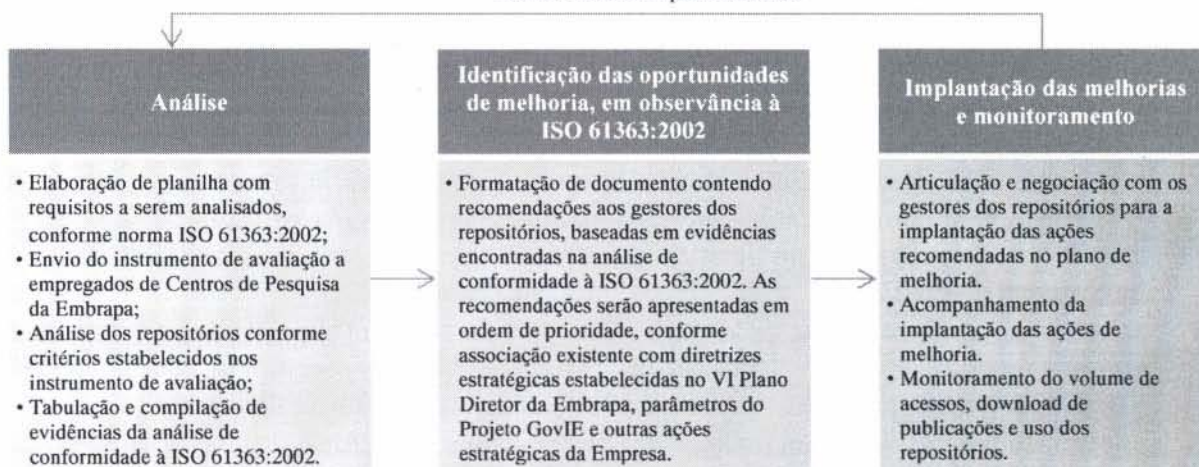 Análise
• Elaboração de planilha com
requisitos a serem analisados,
conforme norma ISO 61363:2002;
• Envio do instrumento de avaliação a
empregados de Centros de Pesquisa
da Embrapa;
• Análise dos repositórios conforme
critérios estabelecidos nos
instrumento de avaliação;
• Tabulação e compilação de
evidências da análise de
conformidade à ISO 61363:2002.
Identificação das oportunidades
de melhoria, em observância à
ISO 61363:2002
• Formatação de documento contendo
recomendações aos gestores dos
repositórios, baseadas em evidências
encontradas na análise de
conformidade à ISO 61363:2002. As
recomendações serão apresentadas em
ordem de prioridade, conforme
associação existente com diretrizes
estratégicas estabelecidas no VI Plano
Diretor da Embrapa, parâmetros do
Projeto GovIE e outras ações
estratégicas da Empresa.
Implantação das melhorias
e monitoramento
• Articulação e negociação com os
gestores dos repositórios para a
implantação das ações
recomendadas no plano de
melhoria.
• Acompanhamento da
implantação das ações de
melhoria.
• Monitoramento do volume de
acessos, download de
publicações e uso dos
repositórios.